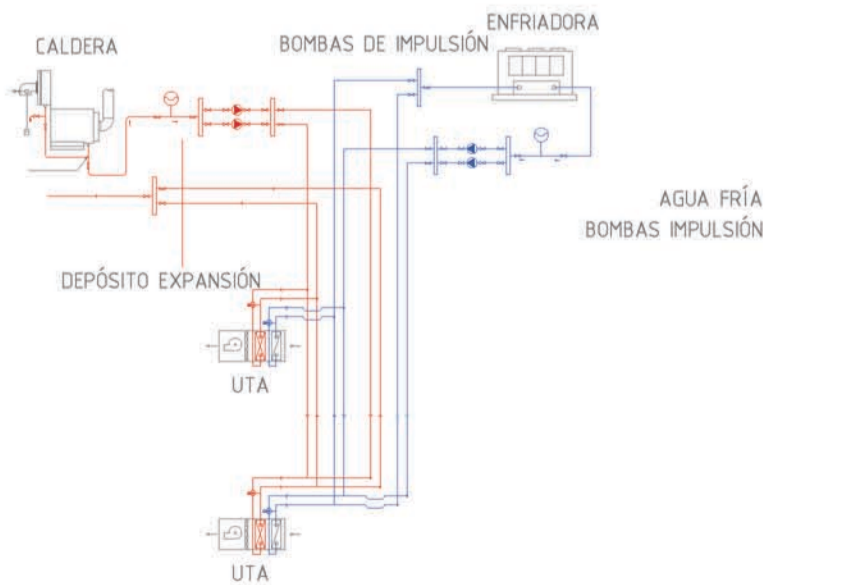 ENFRIADORA
CALDERA
BOMBAS DE IMPULSIÓN
AGUA FRÍA
BOMBAS IMPULSIÓN
DEPÓSITO EXPANSIÓN
UTA
UTA